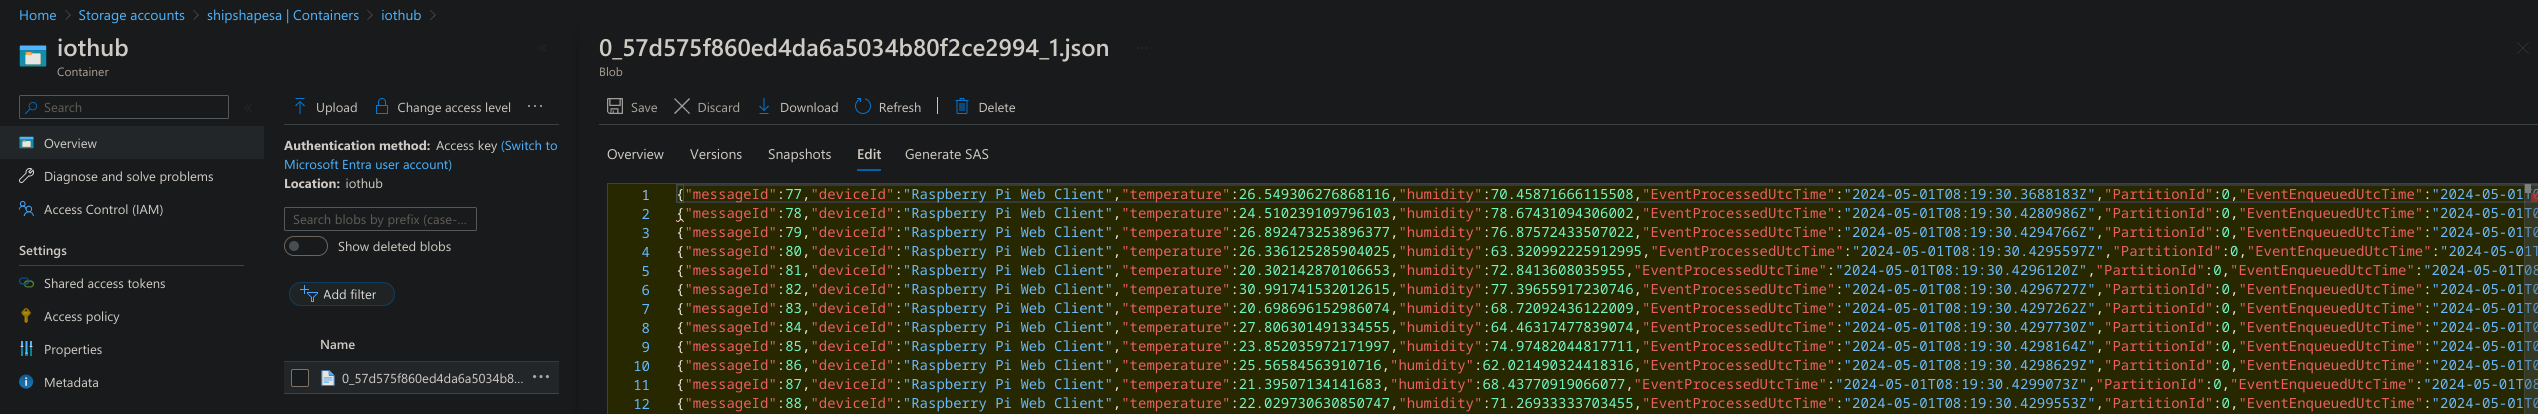 Home > Storage accounts > shipshapesa | Containers > iothub >
iothub
Container
Search
Overview
Diagnose and solve problems
Access Control (IAM)
Settings
Shared access tokens
Access policy
Properties
Metadata
Upload Change access level ...
Authentication method: Access key (Switch to
Microsoft Entra user account)
Location: iothub
Search blobs by prefix (case-...
Show deleted blobs
Add filter
Name
0_57d575f860ed4da6a5034b8... ...
0_57d575f860ed4da6a5034b80f2ce2994_1.json ...
Blob
Save Discard Download Refresh | Delete
Overview Versions Snapshots Edit Generate SAS
1 {"messageId":77,"deviceId":"Raspberry Pi Web Client","temperature":26.549306276868116,"humidity":70.45871666115508,"EventProcessedUtcTime":"2024-05-01T08:19:30.3688183Z","PartitionId":0,"EventEnqueuedUtcTime":"2024-05-01T
2 {"messageId":78,"deviceId":"Raspberry Pi Web Client","temperature":24.510239109796103,"humidity":78.67431094306002,"EventProcessedUtcTime":"2024-05-01T08:19:30.4280986Z","PartitionId":0,"EventEnqueuedUtcTime":"2024-05-01T0
3 {"messageId":79,"deviceId":"Raspberry Pi Web Client","temperature":26.892473253896377,"humidity":76.87572433507022,"EventProcessedUtcTime":"2024-05-01T08:19:30.4294766Z","PartitionId":0,"EventEnqueuedUtcTime":"2024-05-01T0
4 {"messageId":80,"deviceId":"Raspberry Pi Web Client","temperature":26.336125285904025,"humidity":63.320992225912995,"EventProcessedUtcTime":"2024-05-01T08:19:30.4295597Z","PartitionId":0,"EventEnqueuedUtcTime":"2024-05-01T
5 {"messageId":81,"deviceId":"Raspberry Pi Web Client","temperature":20.302142870106653,"humidity":72.8413608035955,"EventProcessedUtcTime":"2024-05-01T08:19:30.4296120Z","PartitionId":0,"EventEnqueuedUtcTime":"2024-05-01T08
6 {"messageId":82,"deviceId":"Raspberry Pi Web Client","temperature":30.991741532012615,"humidity":77.39655917230746,"EventProcessedUtcTime":"2024-05-01T08:19:30.4296727Z","PartitionId":0,"EventEnqueuedUtcTime":"2024-05-01T0
7 {"messageId":83,"deviceId":"Raspberry Pi Web Client","temperature":20.698696152986074,"humidity":68.72092436122009,"EventProcessedUtcTime":"2024-05-01T08:19:30.4297262Z","PartitionId":0,"EventEnqueuedUtcTime":"2024-05-01T0
8 {"messageId":84,"deviceId":"Raspberry Pi Web Client","temperature":27.806301491334555,"humidity":64.46317477839074,"EventProcessedUtcTime":"2024-05-01T08:19:30.4297730Z","PartitionId":0,"EventEnqueuedUtcTime":"2024-05-01T0
9 {"messageId":85,"deviceId":"Raspberry Pi Web Client","temperature":23.852035972171997,"humidity":74.97482044817711,"EventProcessedUtcTime":"2024-05-01T08:19:30.4298164Z","PartitionId":0,"EventEnqueuedUtcTime":"2024-05-01T0
10 {"messageId":86,"deviceId":"Raspberry Pi Web Client","temperature":25.56584563910716,"humidity":62.021490324418316,"EventProcessedUtcTime":"2024-05-01T08:19:30.4298629Z","PartitionId":0,"EventEnqueuedUtcTime":"2024-05-01T0
11 {"messageId":87,"deviceId":"Raspberry Pi Web Client","temperature":21.39507134141683,"humidity":68.43770919066077,"EventProcessedUtcTime":"2024-05-01T08:19:30.4299073Z","PartitionId":0,"EventEnqueuedUtcTime":"2024-05-01T08
12 {"messageId":88,"deviceId":"Raspberry Pi Web Client","temperature":22.029730630850747,"humidity":71.26933333703455,"EventProcessedUtcTime":"2024-05-01T08:19:30.4299553Z","PartitionId":0,"EventEnqueuedUtcTime":"2024-05-01T0